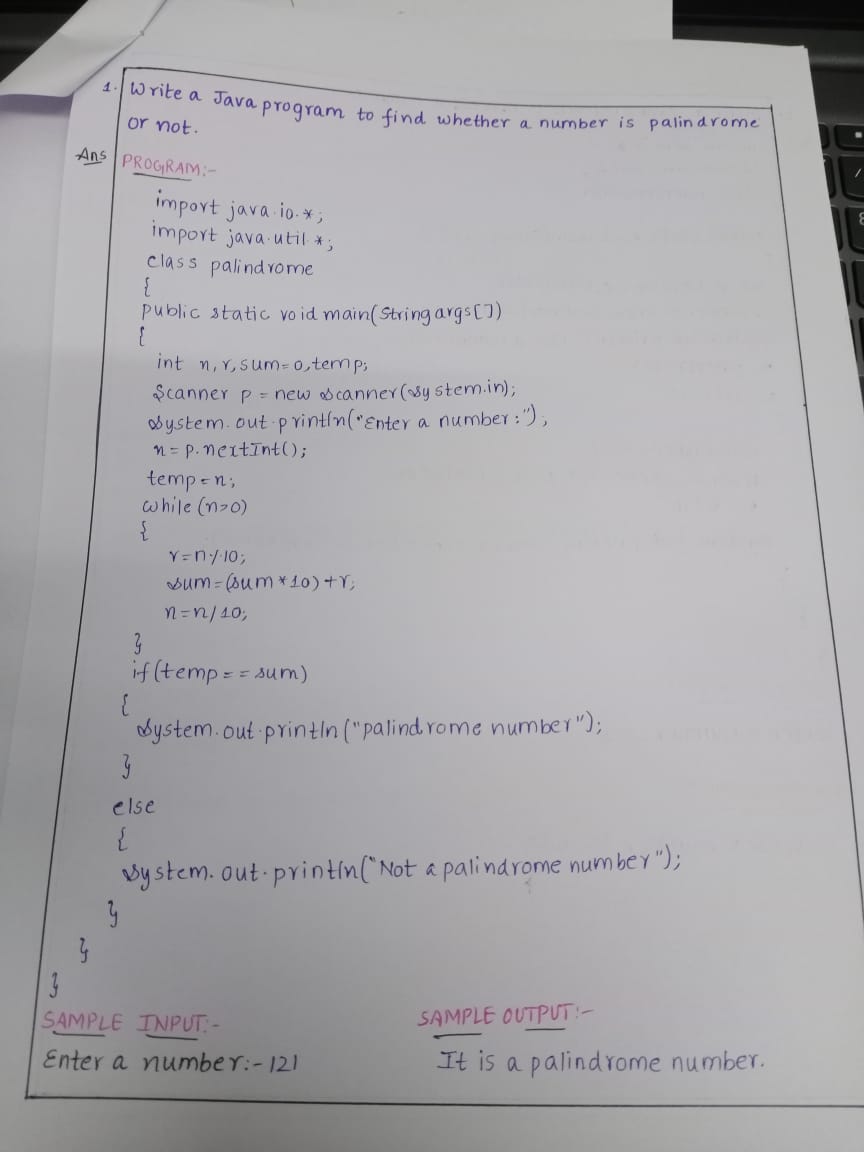 1. Write a Java program to find whether a number is palindrome
or not.
Ans PROGRAM:-
import java.io.*;
import java.util.*;
class palindrome
{
public static void main(String args[])
{
int n,r,sum=0,temp;
Scanner p = new Scanner(System.in);
System.out.println("Enter a number:");
n=p.nextInt();
temp=n;
while(n>0)
{
r=n%10;
sum=(sum*10)+r;
n=n/10;
}
if(temp==sum)
{
System.out.println("palindrome number");
}
else
{
System.out.println("Not a palindrome number");
}
}
}
SAMPLE INPUT:- SAMPLE OUTPUT:-
Enter a number:- 121 It is a palindrome number.